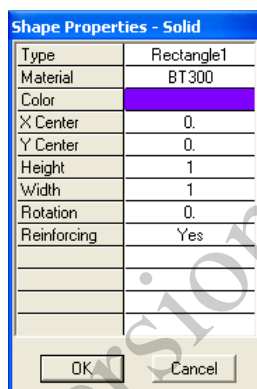 Shape Properties - Solid
Type Rectangle1
Material BT300
Color
X Center 0.
Y Center 0.
Height 1
Width 1
Rotation 0.
Reinforcing Yes
OK Cancel
ersion